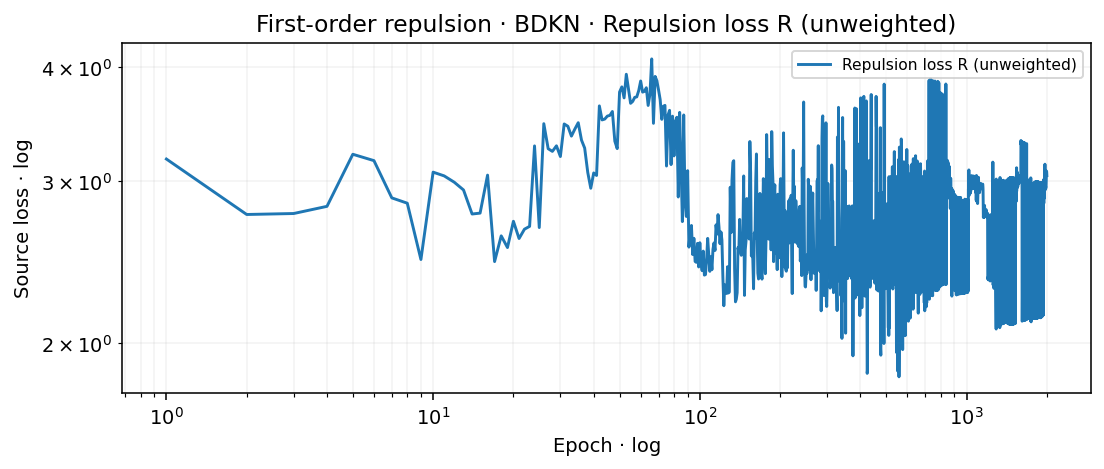 First-order repulsion · BDKN · Repulsion loss R (unweighted)
Repulsion loss R (unweighted)
Source loss · log
4 × 10⁰
3 × 10⁰
2 × 10⁰
10⁰ 10¹ 10² 10³
Epoch · log